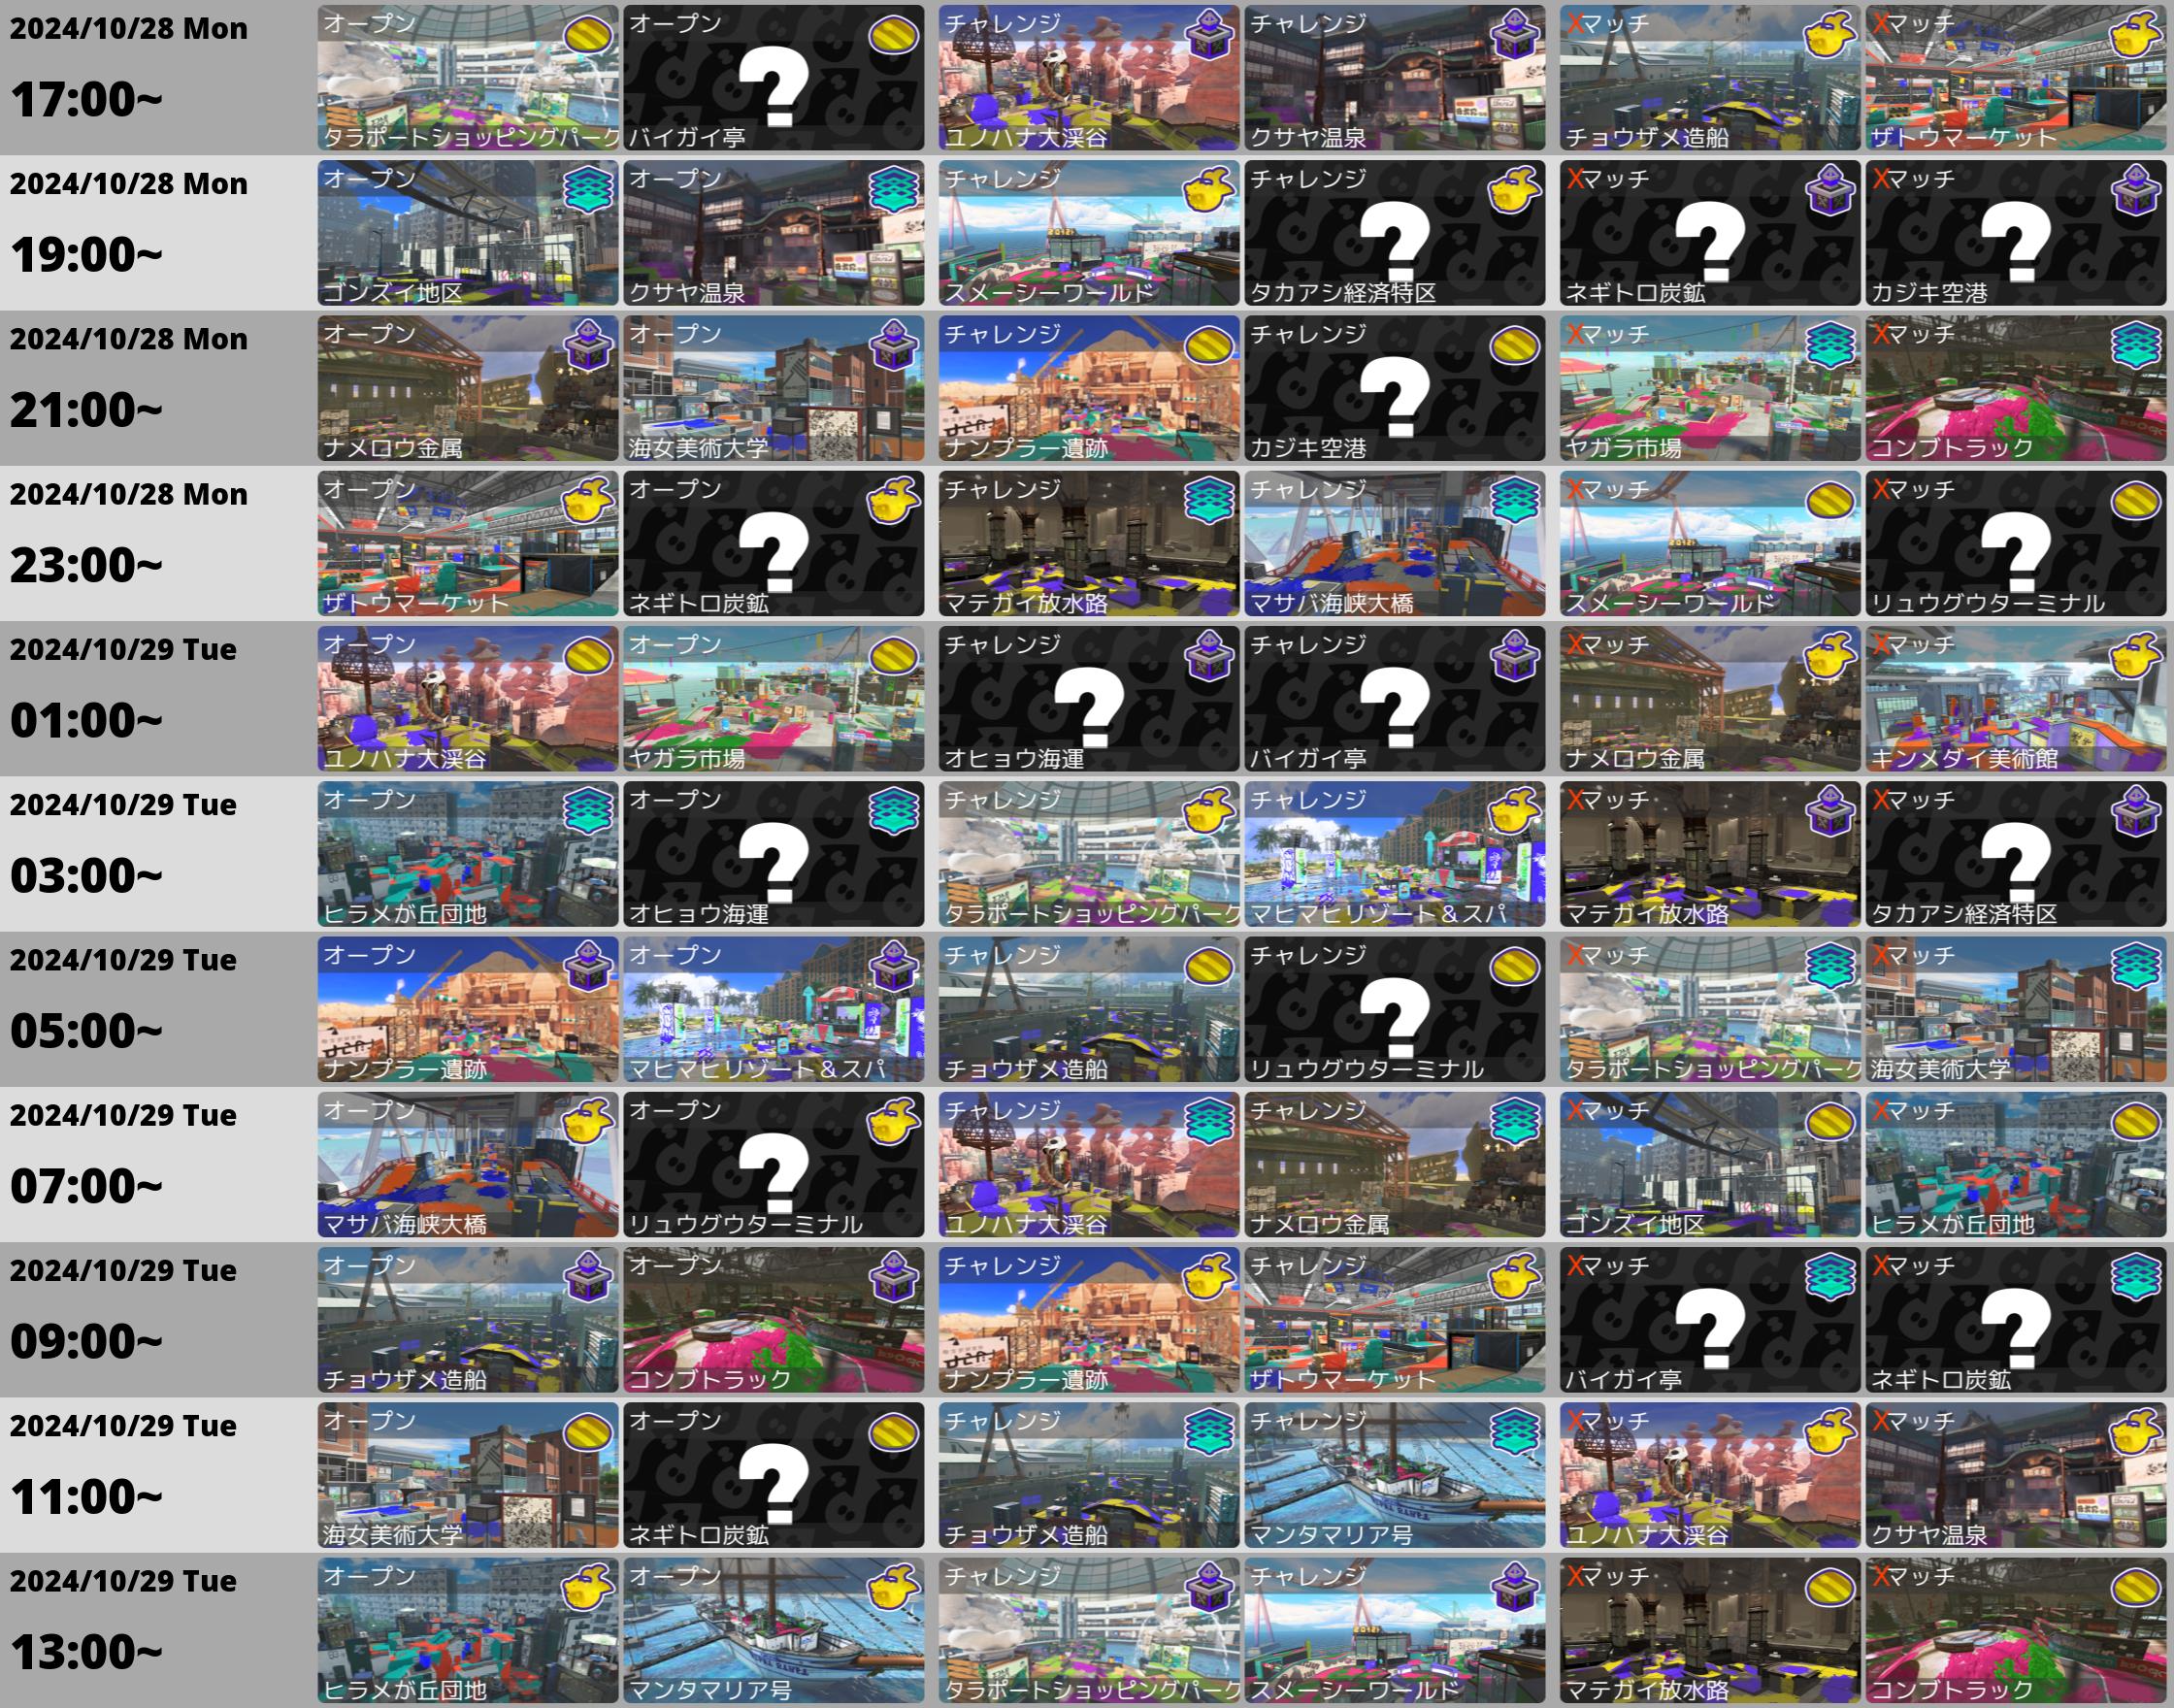 2024/10/28 Mon
17:00~
オープン
タラポートショッピングパーク
オープン
バイガイ亭
チャレンジ
ユノハナ大渓谷
チャレンジ
クサヤ温泉
Xマッチ
チョウザメ造船
Xマッチ
ザトウマーケット
2024/10/28 Mon
19:00~
オープン
ゴンズイ地区
オープン
クサヤ温泉
チャレンジ
スメーシーワールド
チャレンジ
タカアシ経済特区
Xマッチ
ネギトロ炭鉱
Xマッチ
カジキ空港
2024/10/28 Mon
21:00~
オープン
ナメロウ金属
オープン
海女美術大学
チャレンジ
ナンプラー遺跡
チャレンジ
カジキ空港
Xマッチ
ヤガラ市場
Xマッチ
コンブトラック
2024/10/28 Mon
23:00~
オープン
ザトウマーケット
オープン
ネギトロ炭鉱
チャレンジ
マテガイ放水路
チャレンジ
マサバ海峡大橋
Xマッチ
スメーシーワールド
Xマッチ
リュウグウターミナル
2024/10/29 Tue
01:00~
オープン
ユノハナ大渓谷
オープン
ヤガラ市場
チャレンジ
オヒョウ海運
チャレンジ
バイガイ亭
Xマッチ
ナメロウ金属
Xマッチ
キンメダイ美術館
2024/10/29 Tue
03:00~
オープン
ヒラメが丘団地
オープン
オヒョウ海運
チャレンジ
タラポートショッピングパーク
チャレンジ
マヒマヒリゾート&スパ
Xマッチ
マテガイ放水路
Xマッチ
タカアシ経済特区
2024/10/29 Tue
05:00~
オープン
ナンプラー遺跡
オープン
マヒマヒリゾート&スパ
チャレンジ
チョウザメ造船
チャレンジ
リュウグウターミナル
Xマッチ
タラポートショッピングパーク
Xマッチ
海女美術大学
2024/10/29 Tue
07:00~
オープン
マサバ海峡大橋
オープン
リュウグウターミナル
チャレンジ
ユノハナ大渓谷
チャレンジ
ナメロウ金属
Xマッチ
ゴンズイ地区
Xマッチ
ヒラメが丘団地
2024/10/29 Tue
09:00~
オープン
チョウザメ造船
オープン
コンブトラック
チャレンジ
ナンプラー遺跡
チャレンジ
ザトウマーケット
Xマッチ
バイガイ亭
Xマッチ
ネギトロ炭鉱
2024/10/29 Tue
11:00~
オープン
海女美術大学
オープン
ネギトロ炭鉱
チャレンジ
チョウザメ造船
チャレンジ
マンタマリア号
Xマッチ
ユノハナ大渓谷
Xマッチ
クサヤ温泉
2024/10/29 Tue
13:00~
オープン
ヒラメが丘団地
オープン
マンタマリア号
チャレンジ
タラポートショッピングパーク
チャレンジ
スメーシーワールド
Xマッチ
マテガイ放水路
Xマッチ
コンブトラック